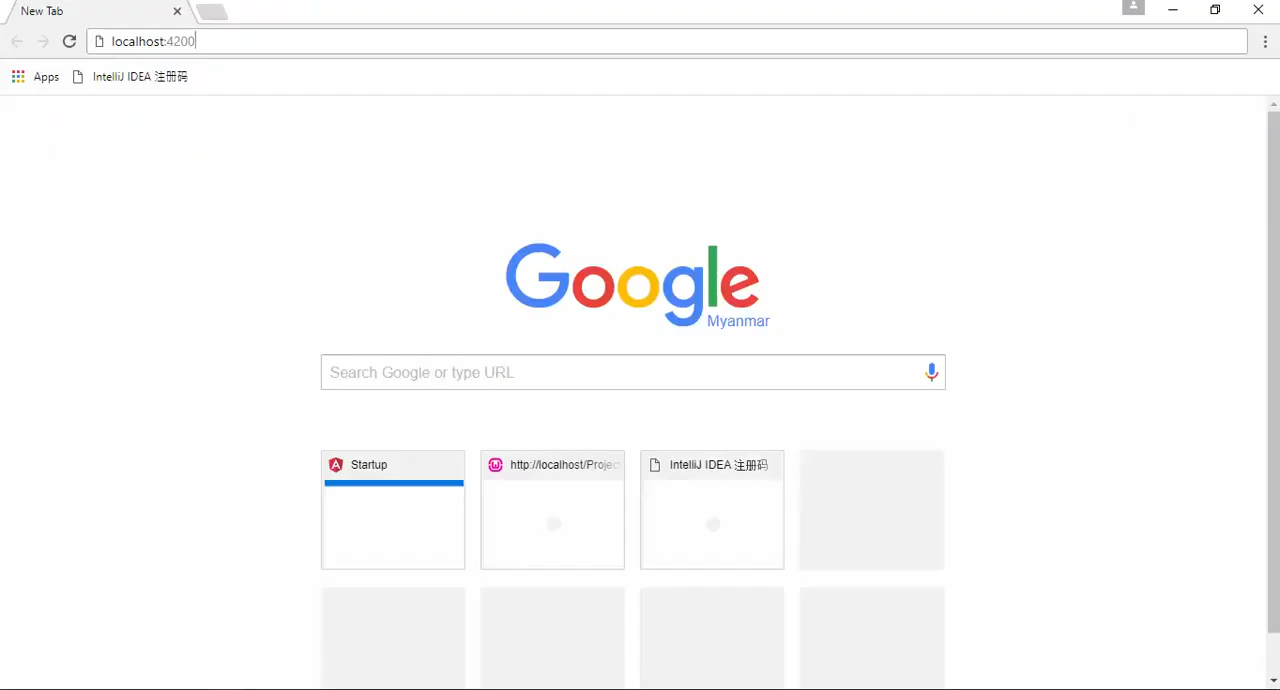 New Tab
localhost:4200
Apps
IntelliJ IDEA 注册码
Google
Myanmar
Search Google or type URL
Startup
http://localhost/Projec
IntelliJ IDEA 注册码